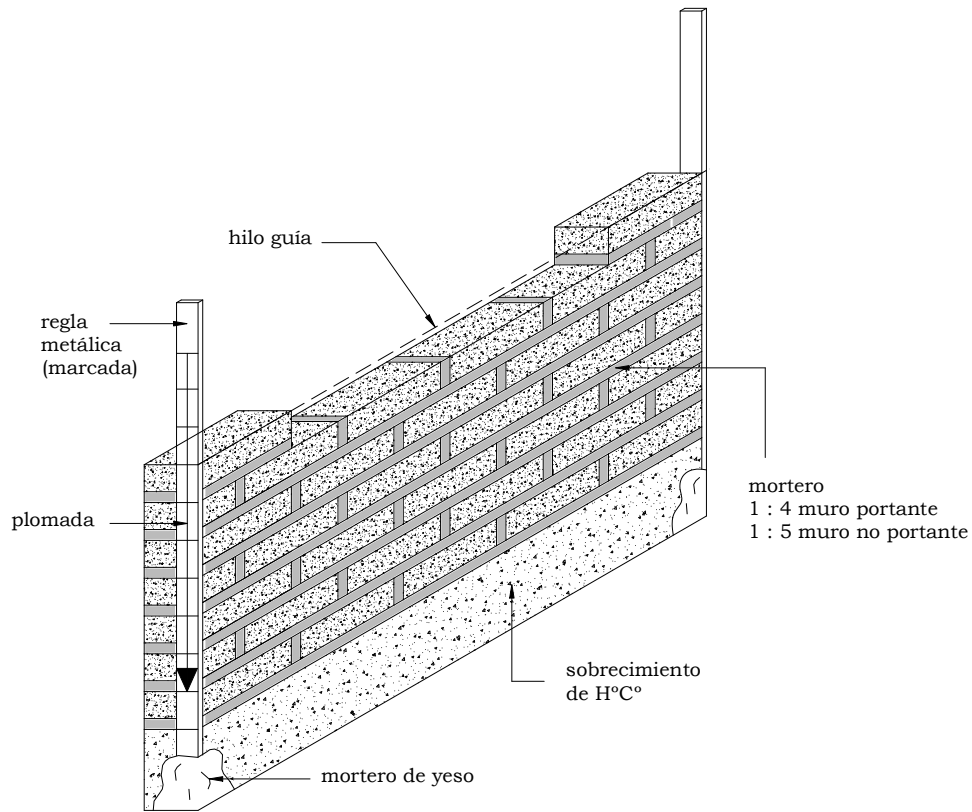 hilo guía
regla
metálica
(marcada)
plomada
mortero
1 : 4 muro portante
1 : 5 muro no portante
sobrecimiento
de HºCº
mortero de yeso